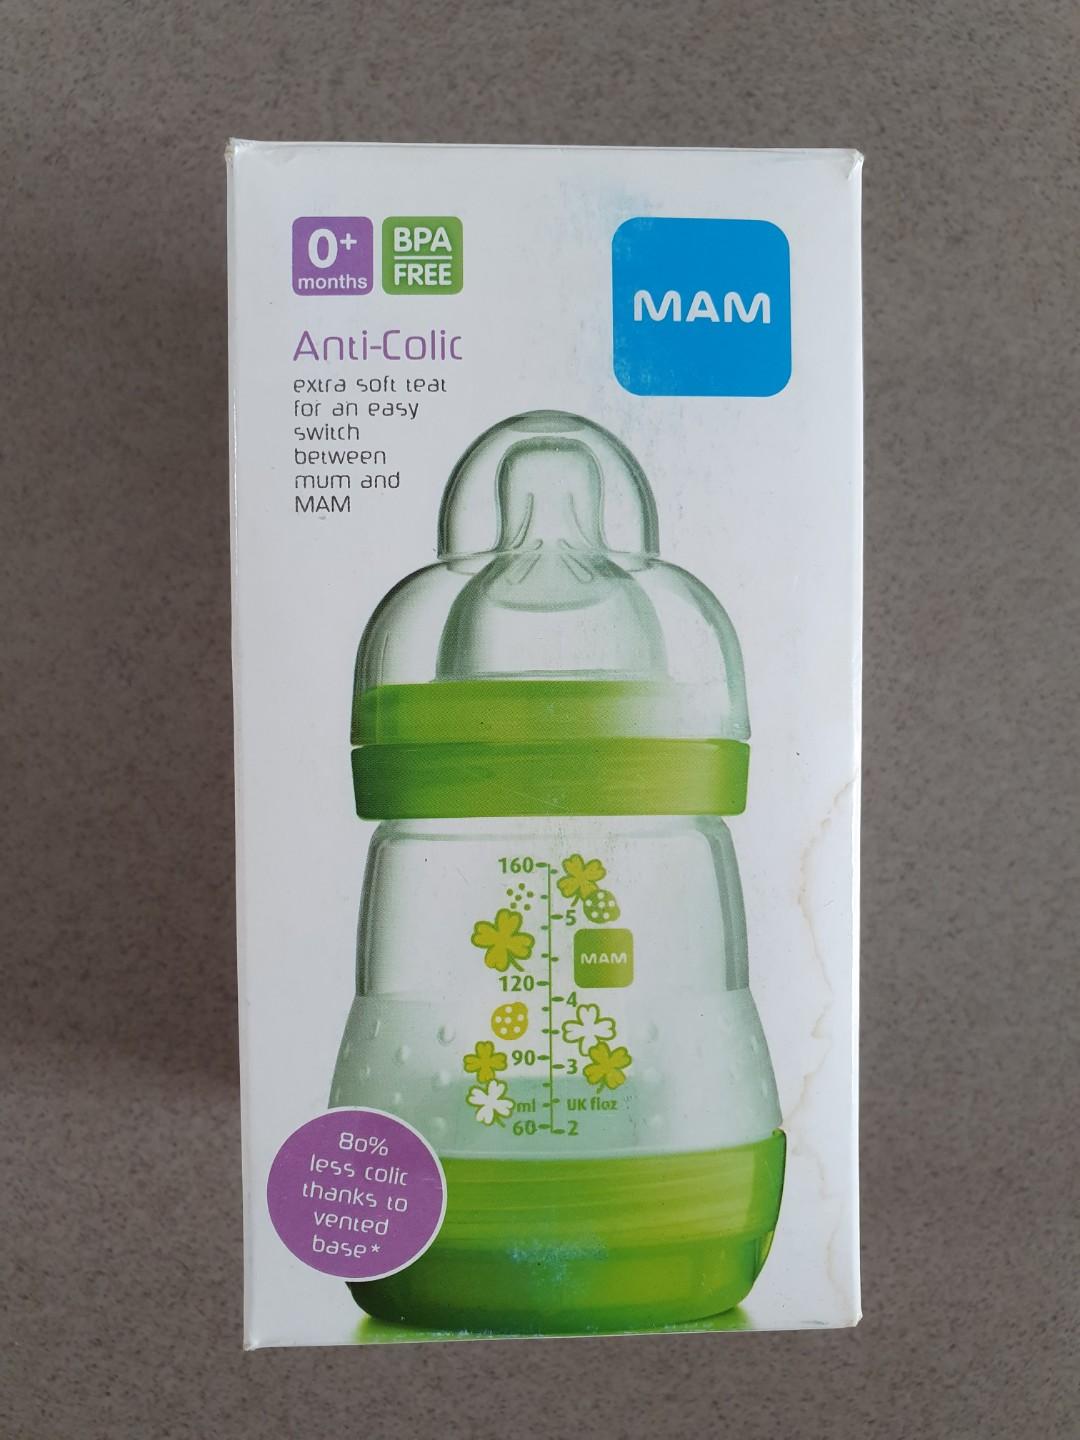 0+
months
BPA
FREE
MAM
Anti-Colic
extra soft teat
for an easy
switch
between
mum and
MAM
160
5
MAM
120
4
90
3
ml
UK floz
60
2
80%
less colic
thanks to
vented
base*